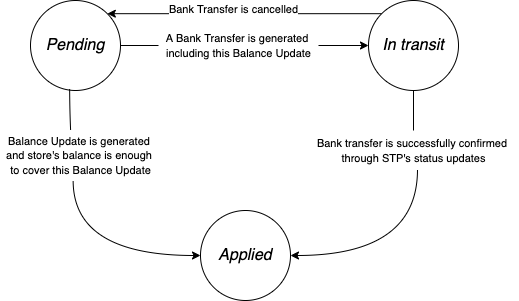 Bank Transfer is cancelled
Pending
A Bank Transfer is generated
including this Balance Update
In transit
Balance Update is generated
and store's balance is enough
to cover this Balance Update
Bank transfer is successfully confirmed
through STP's status updates
Applied